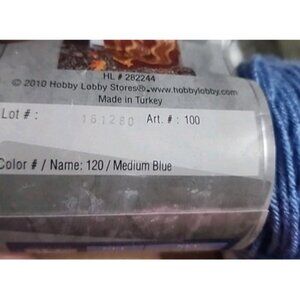 HL # 282244
© 2010 Hobby Lobby Stores®. www.hobbylobby.com
Made in Turkey
Lot # : 161280 Art. # : 100
Color # / Name: 120 / Medium Blue